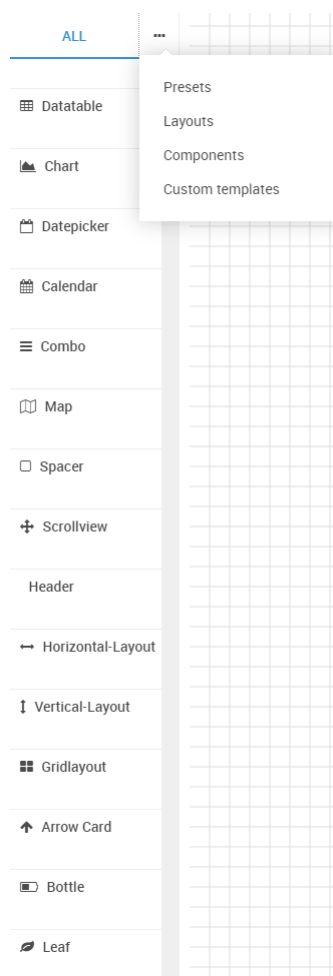 ALL
Presets
Layouts
Components
Custom templates
Datatable
Chart
Datepicker
Calendar
Combo
Map
Spacer
Scrollview
Header
Horizontal-Layout
Vertical-Layout
Gridlayout
Arrow Card
Bottle
Leaf